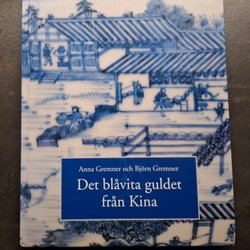 Anna Gremner och Björn Gremner
Det blåvita guldet
från Kina